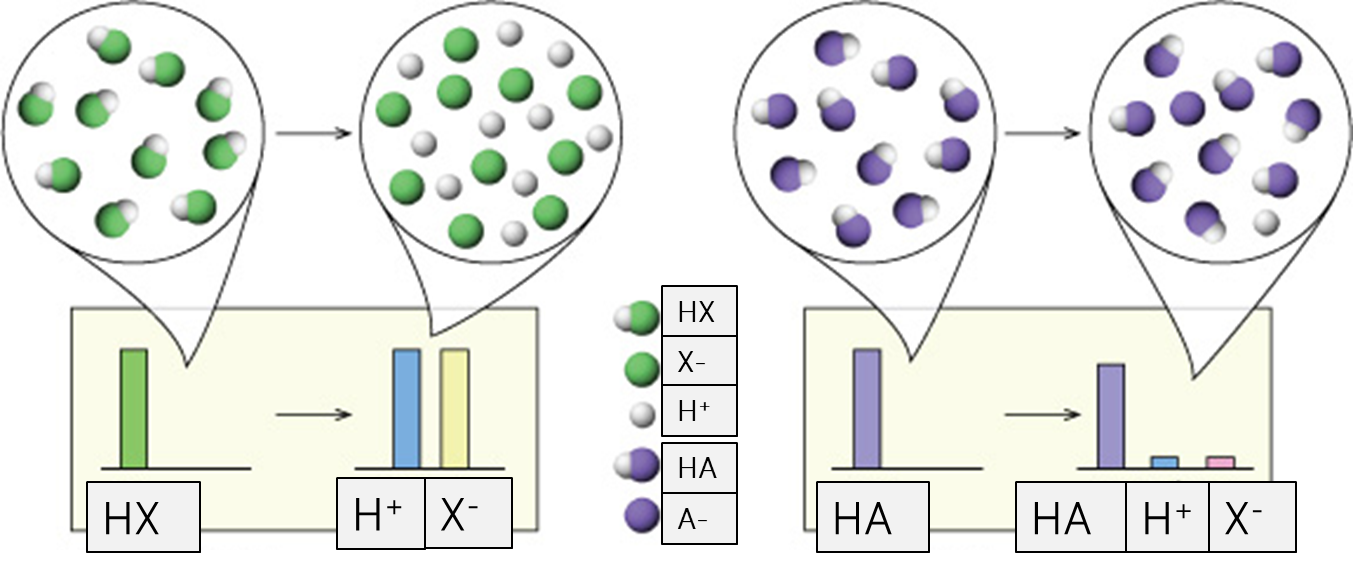 HX
X-
H⁺
HA
A-
HX
H⁺ X⁻
HA
HA H⁺ X⁻